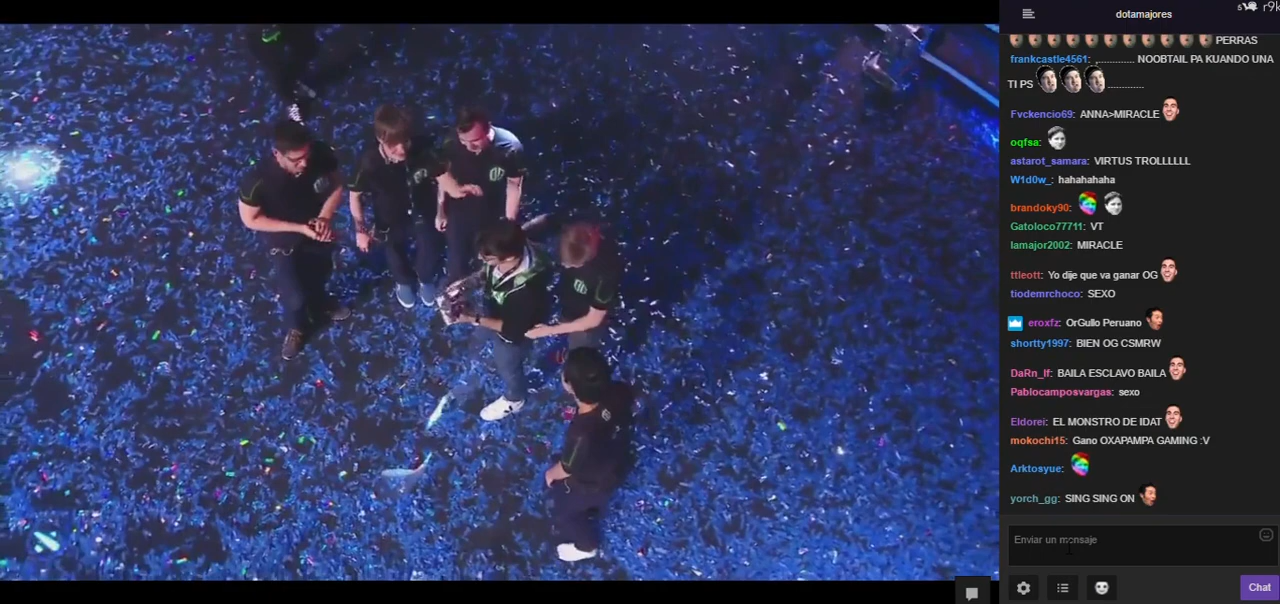 dotamajores
r9k
PERRAS
frankcastle4561: ............. NOOBTAIL PA KUANDO UNA
TI PS .............
Fvckencio69: ANNA>MIRACLE
oqfsa:
astarot_samara: VIRTUS TROLLLLLL
W1d0w_: hahahahaha
brandoky90:
Gatoloco77711: VT
lamajor2002: MIRACLE
ttleott: Yo dije que va ganar OG
tiodemrchoco: SEXO
eroxfz: OrGullo Peruano
shortty1997: BIEN OG CSMRW
DaRn_lf: BAILA ESCLAVO BAILA
Pablocamposvargas: sexo
Eldorei: EL MONSTRO DE IDAT
mokochi15: Gano OXAPAMPA GAMING :V
Arktosyue:
yorch_gg: SING SING ON
Enviar un mensaje
Chat